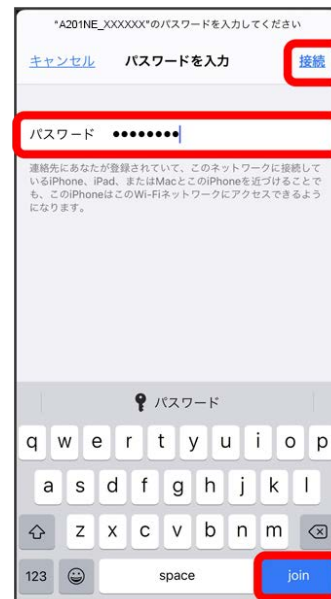 "A201NE_XXXXXX"のパスワードを入力してください
キャンセル パスワードを入力 接続
パスワード ●●●●●●●●
連絡先にあなたが登録されていて、このネットワークに接続して
いるiPhone、iPad、またはMacとこのiPhoneを近づけることで
も、このiPhoneはこのWi-Fiネットワークにアクセスできるよう
になります。
パスワード
q w e r t y u i o p
a s d f g h j k l
z x c v b n m
123 space join